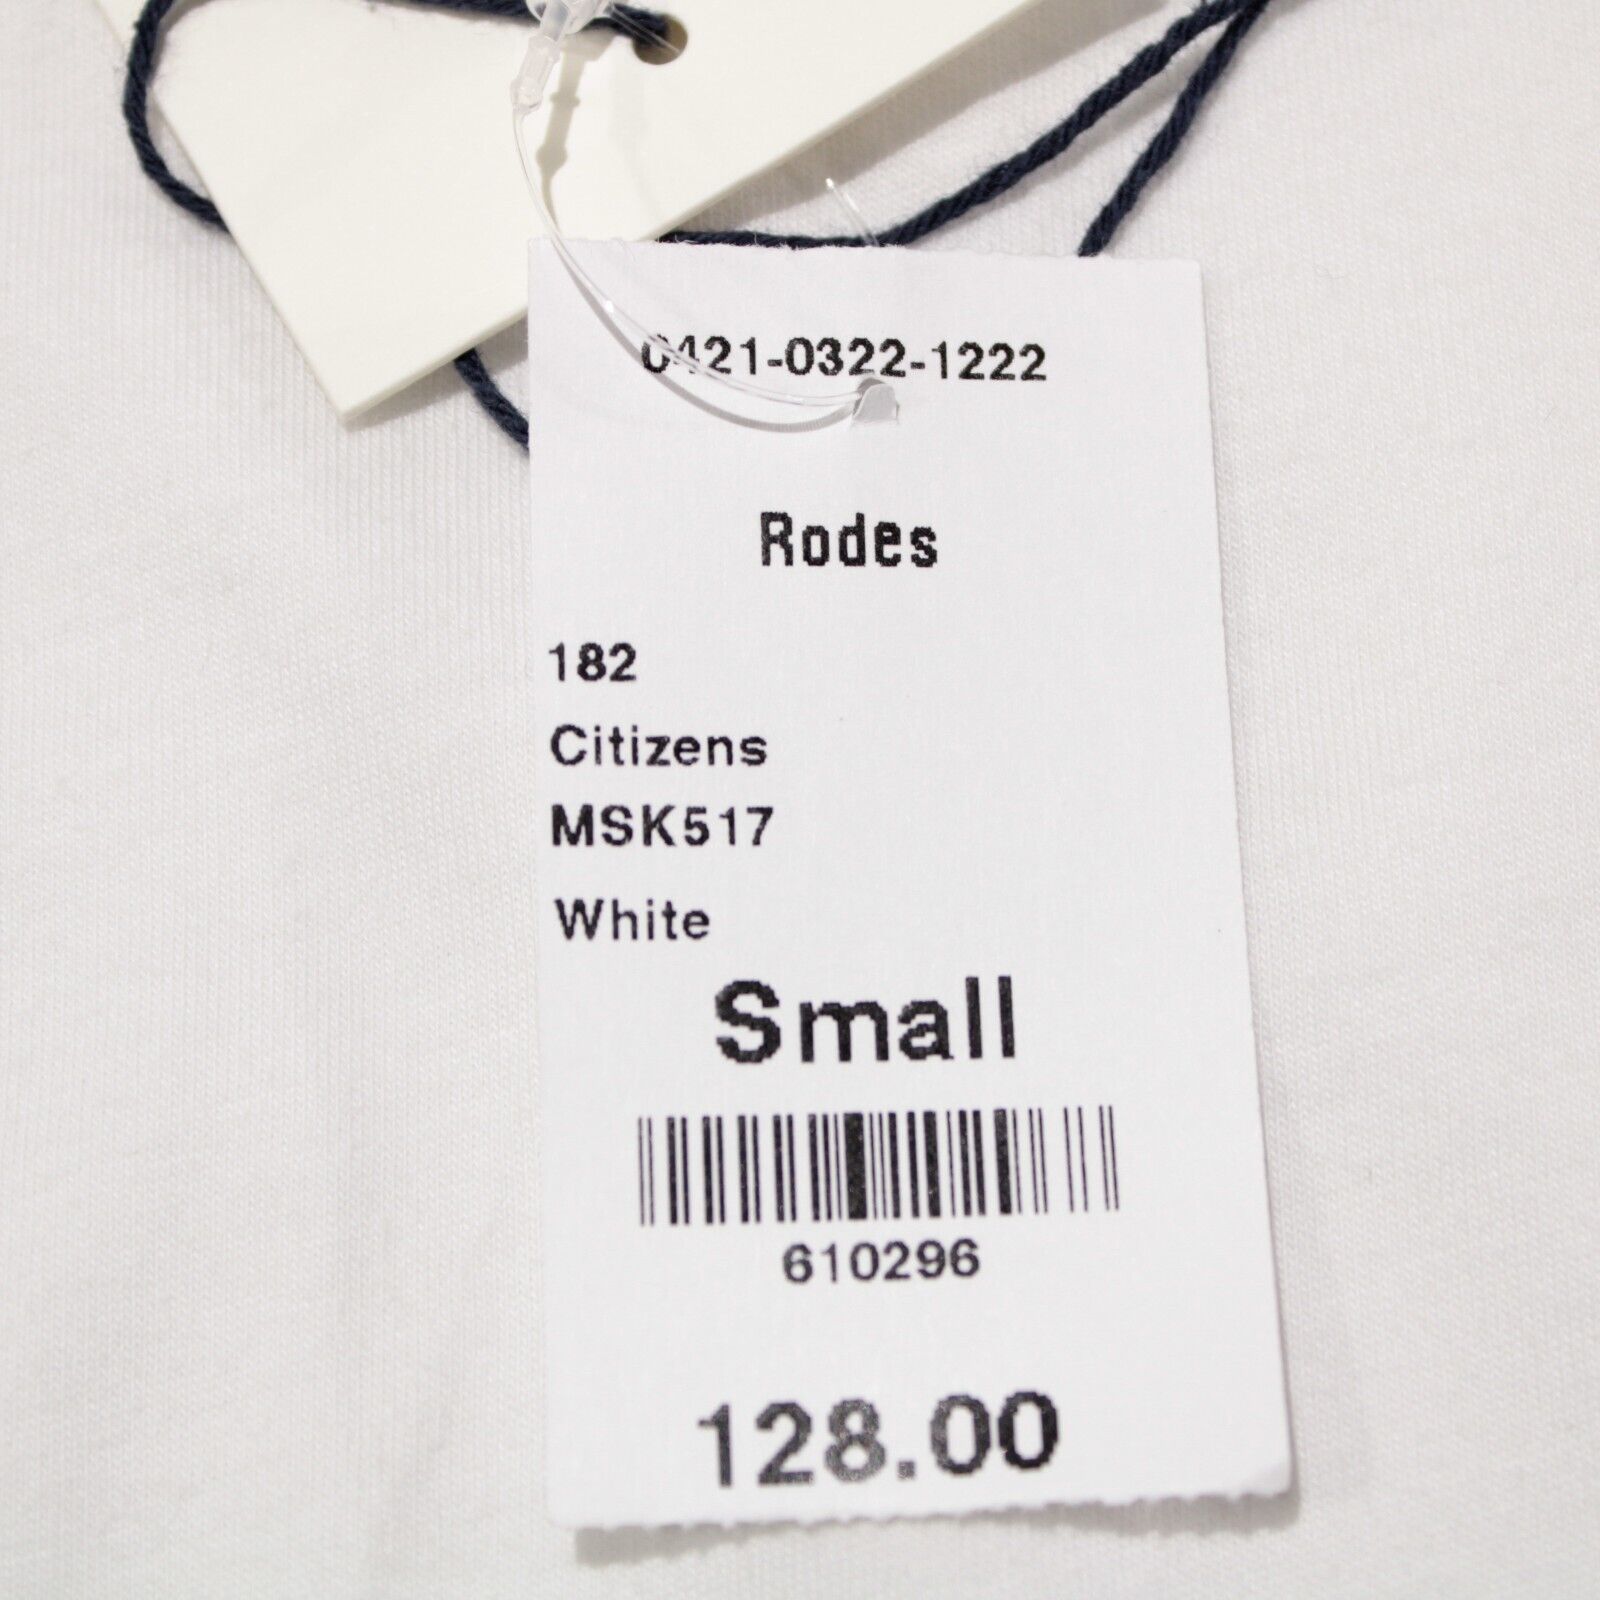 0421-0322-1222
Rodes
182
Citizens
MSK517
White
Small
610296
128.00